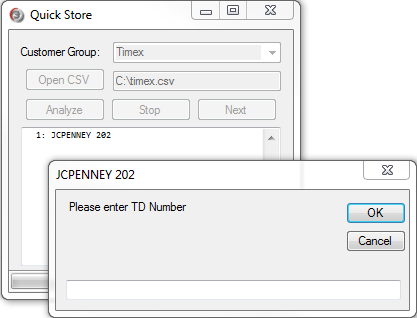 Quick Store
Customer Group: Timex
Open CSV C:\timex.csv
Analyze Stop Next
1: JCPENNEY 202
JCPENNEY 202
Please enter TD Number
OK
Cancel